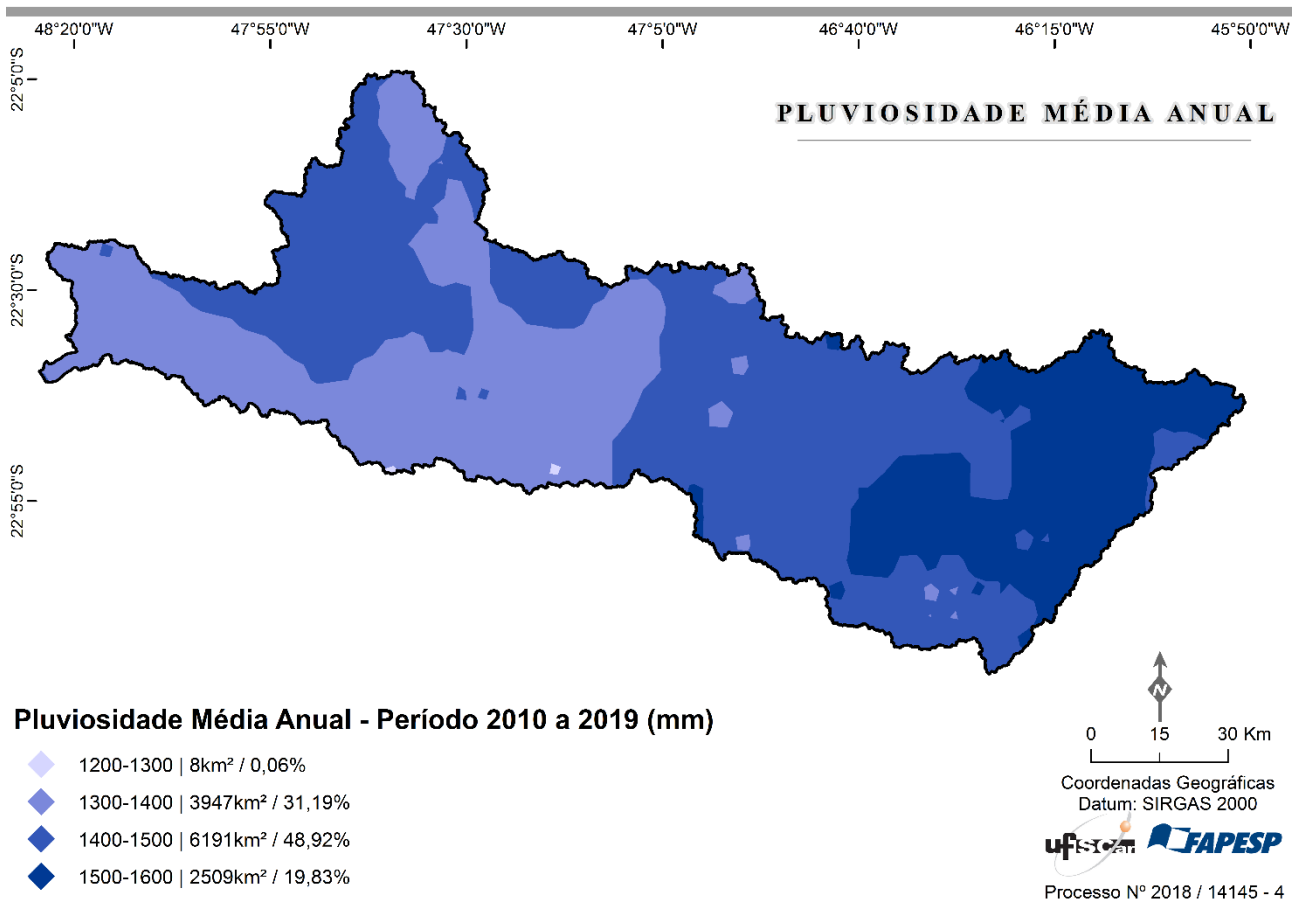 48°20'0"W 47°55'0"W 47°30'0"W 47°5'0"W 46°40'0"W 46°15'0"W 45°50'0"W
22°5'0"S
22°30'0"S
22°55'0"S
PLUVIOSIDADE MÉDIA ANUAL
Pluviosidade Média Anual - Período 2010 a 2019 (mm)
1200-1300 | 8km² / 0,06%
1300-1400 | 3947km² / 31,19%
1400-1500 | 6191km² / 48,92%
1500-1600 | 2509km² / 19,83%
N
0 15 30 Km
Coordenadas Geográficas
Datum: SIRGAS 2000
ufiscar FAPESP
Processo Nº 2018 / 14145 - 4